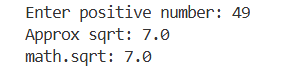 Enter positive number: 49
Approx sqrt: 7.0
math.sqrt: 7.0